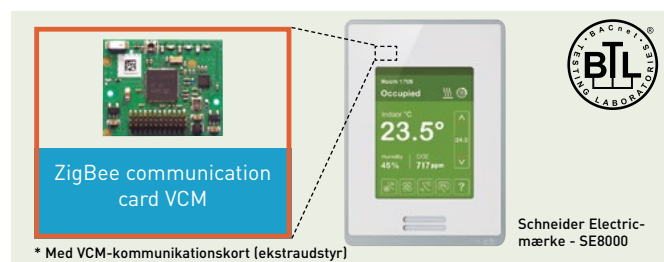 ZigBee communication
card VCM
* Med VCM-kommunikationskort (ekstraudstyr)
Room 1705
Occupied
Indoor °C
23.5°
24.0
Humidity
45%
CO2
717 ppm
?
BACnet
TESTING LABORATORIES
BTL
®
Schneider Electric-
mærke - SE8000